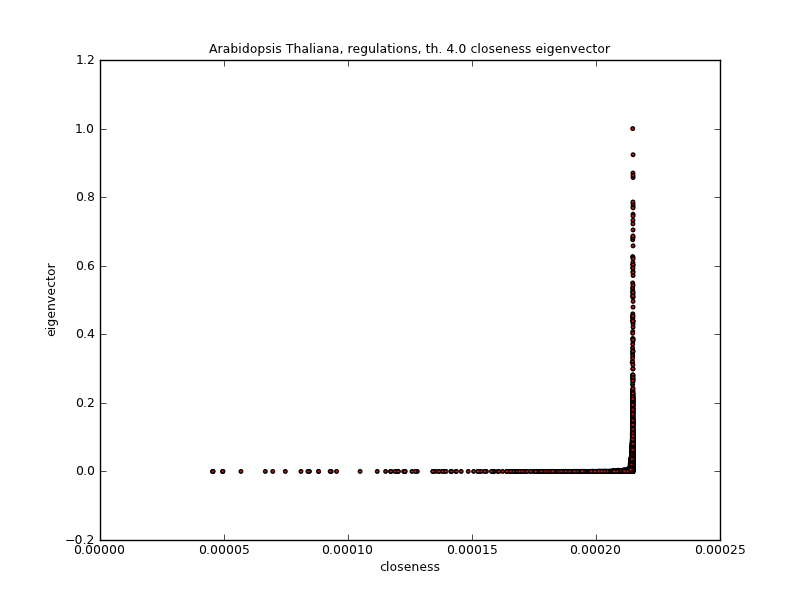 Arabidopsis Thaliana, regulations, th. 4.0 closeness eigenvector
1.2
1.0
0.8
0.6
0.4
0.2
0.0
−0.2
eigenvector
0.00000 0.00005 0.00010 0.00015 0.00020 0.00025
closeness